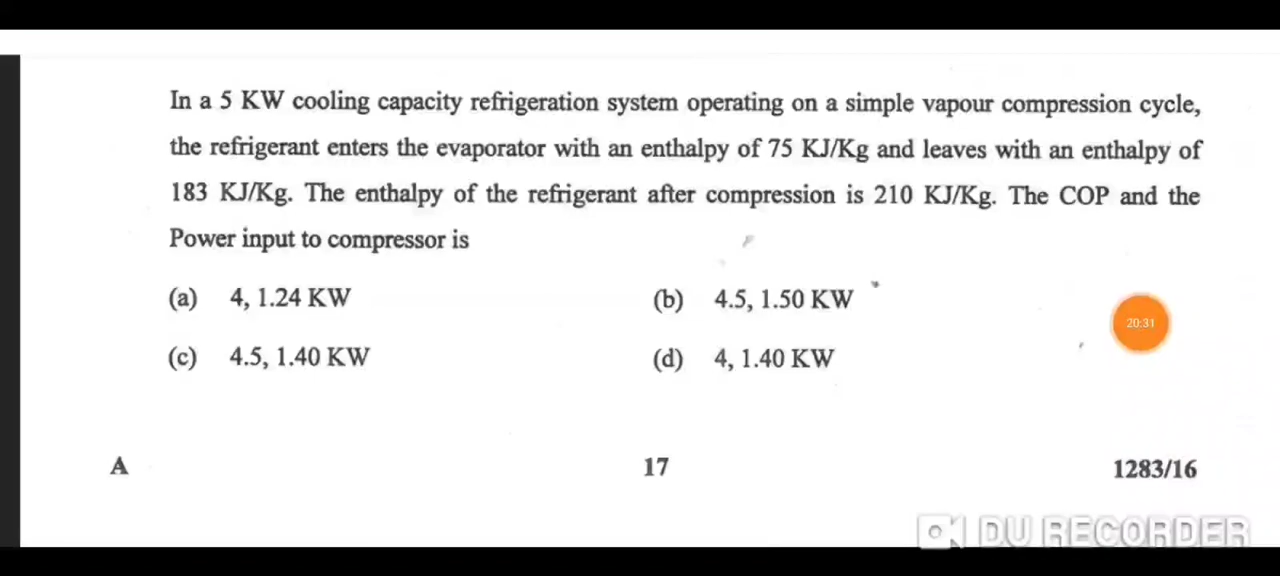 In a 5 KW cooling capacity refrigeration system operating on a simple vapour compression cycle,
the refrigerant enters the evaporator with an enthalpy of 75 KJ/Kg and leaves with an enthalpy of
183 KJ/Kg. The enthalpy of the refrigerant after compression is 210 KJ/Kg. The COP and the
Power input to compressor is
(a) 4, 1.24 KW (b) 4.5, 1.50 KW
20:31
(c) 4.5, 1.40 KW (d) 4, 1.40 KW
A 17 1283/16
DU RECORDER